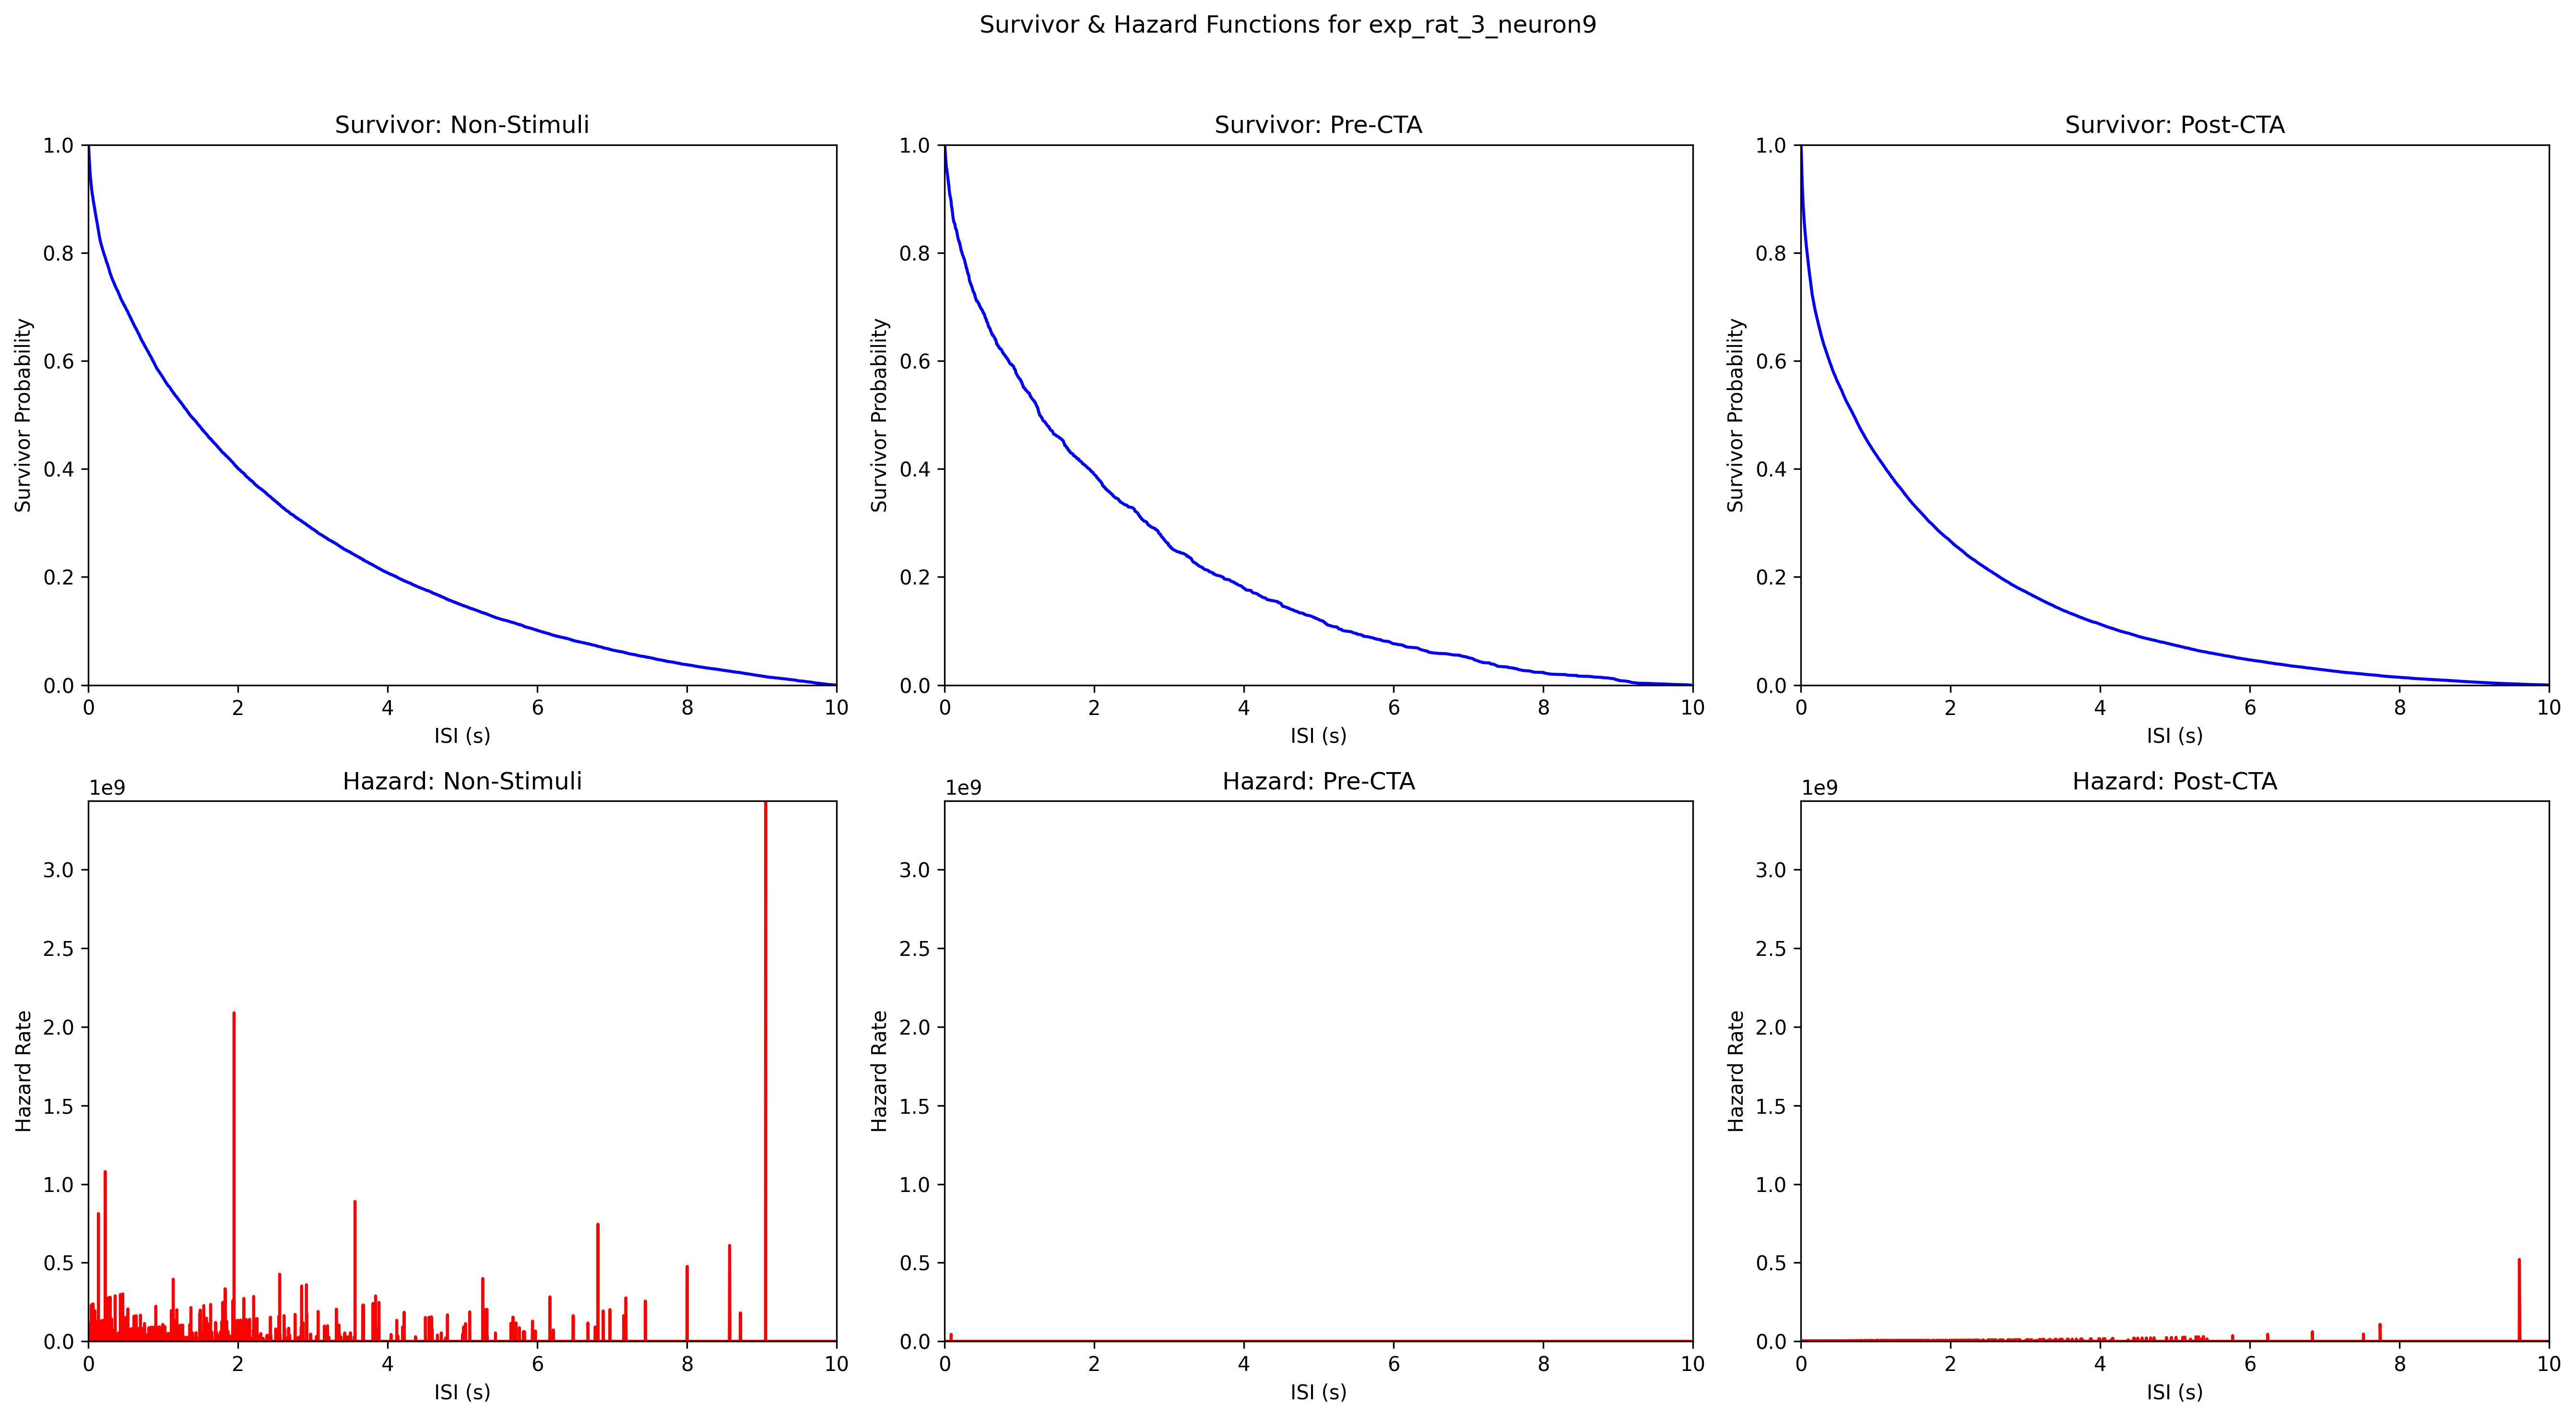 Survivor & Hazard Functions for exp_rat_3_neuron9
Survivor: Non-Stimuli
Survivor Probability
1.0
0.8
0.6
0.4
0.2
0.0
0 2 4 6 8 10
ISI (s)
Survivor: Pre-CTA
Survivor Probability
1.0
0.8
0.6
0.4
0.2
0.0
0 2 4 6 8 10
ISI (s)
Survivor: Post-CTA
Survivor Probability
1.0
0.8
0.6
0.4
0.2
0.0
0 2 4 6 8 10
ISI (s)
Hazard: Non-Stimuli
1e9
Hazard Rate
3.0
2.5
2.0
1.5
1.0
0.5
0.0
0 2 4 6 8 10
ISI (s)
Hazard: Pre-CTA
1e9
Hazard Rate
3.0
2.5
2.0
1.5
1.0
0.5
0.0
0 2 4 6 8 10
ISI (s)
Hazard: Post-CTA
1e9
Hazard Rate
3.0
2.5
2.0
1.5
1.0
0.5
0.0
0 2 4 6 8 10
ISI (s)